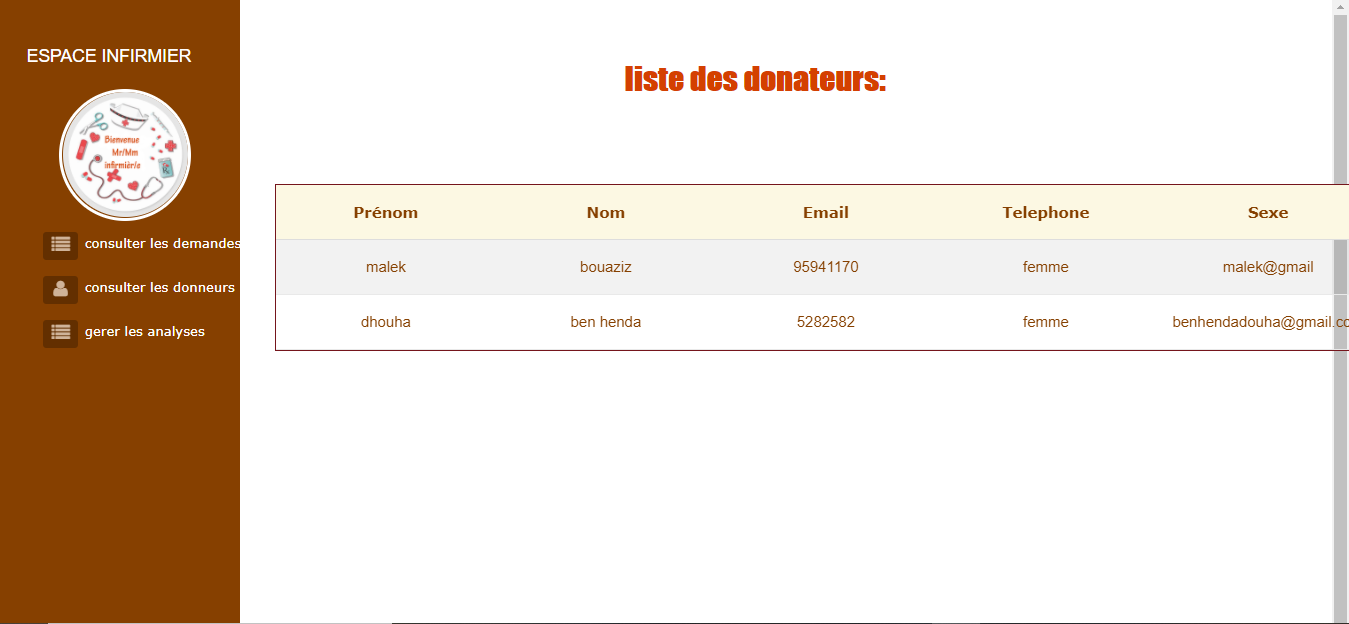 ESPACE INFIRMIER
Bienvenue
Mr/Mm
infirmièr/e
consulter les demandes
consulter les donneurs
gerer les analyses
liste des donateurs:
Prénom Nom Email Telephone Sexe
malek bouaziz 95941170 femme malek@gmail
dhouha ben henda 5282582 femme benhendadouha@gmail.co